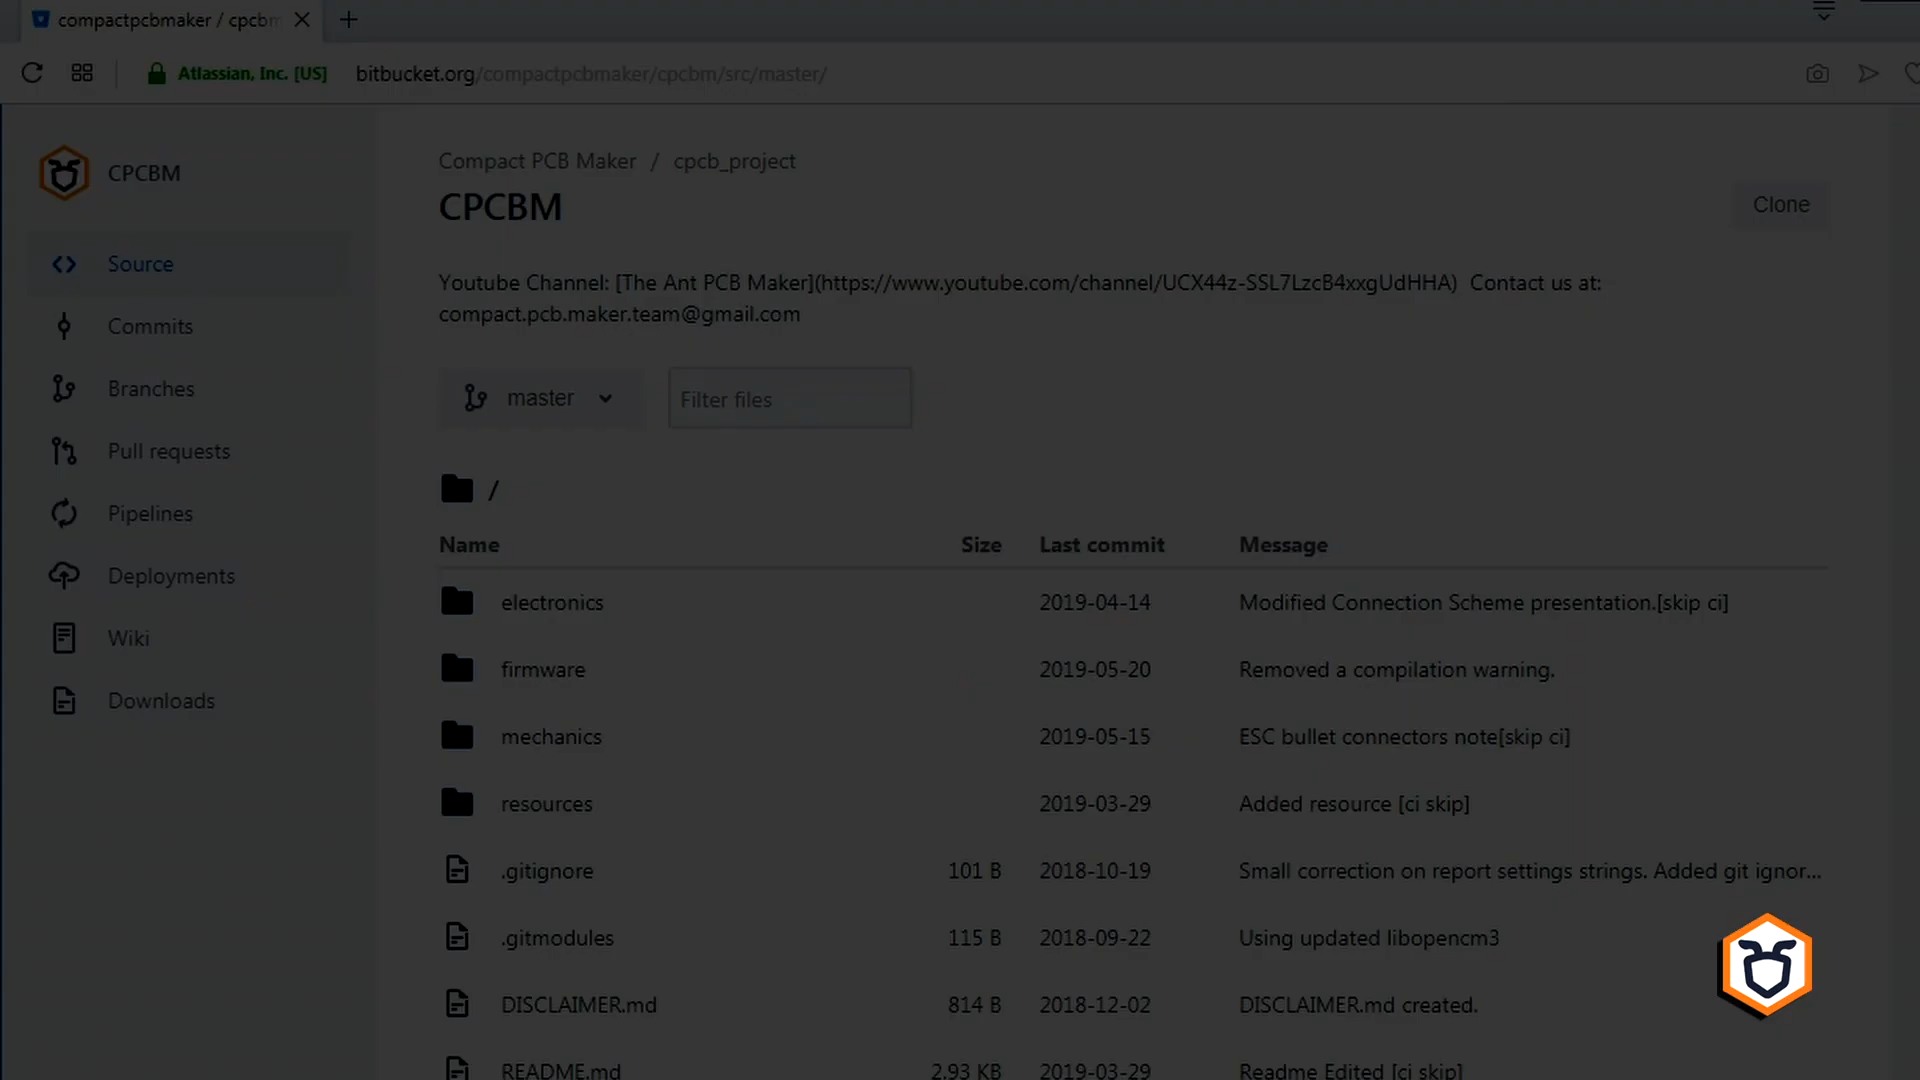 compactpcbmaker / cpcbm
Atlassian, Inc. [US] bitbucket.org/compactpcbmaker/cpcbm/src/master/
CPCBM
Source
Commits
Branches
Pull requests
Pipelines
Deployments
Wiki
Downloads
Compact PCB Maker / cpcb_project
CPCBM
Clone
Youtube Channel: [The Ant PCB Maker](https://www.youtube.com/channel/UCX44z-SSL7LzcB4xxgUdHHA) Contact us at:
compact.pcb.maker.team@gmail.com
master Filter files
/
Name Size Last commit Message
electronics 2019-04-14 Modified Connection Scheme presentation.[skip ci]
firmware 2019-05-20 Removed a compilation warning.
mechanics 2019-05-15 ESC bullet connectors note[skip ci]
resources 2019-03-29 Added resource [ci skip]
.gitignore 101 B 2018-10-19 Small correction on report settings strings. Added git ignor...
.gitmodules 115 B 2018-09-22 Using updated libopencm3
DISCLAIMER.md 814 B 2018-12-02 DISCLAIMER.md created.
README.md 2.93 KB 2019-03-29 Readme Edited [ci skip]